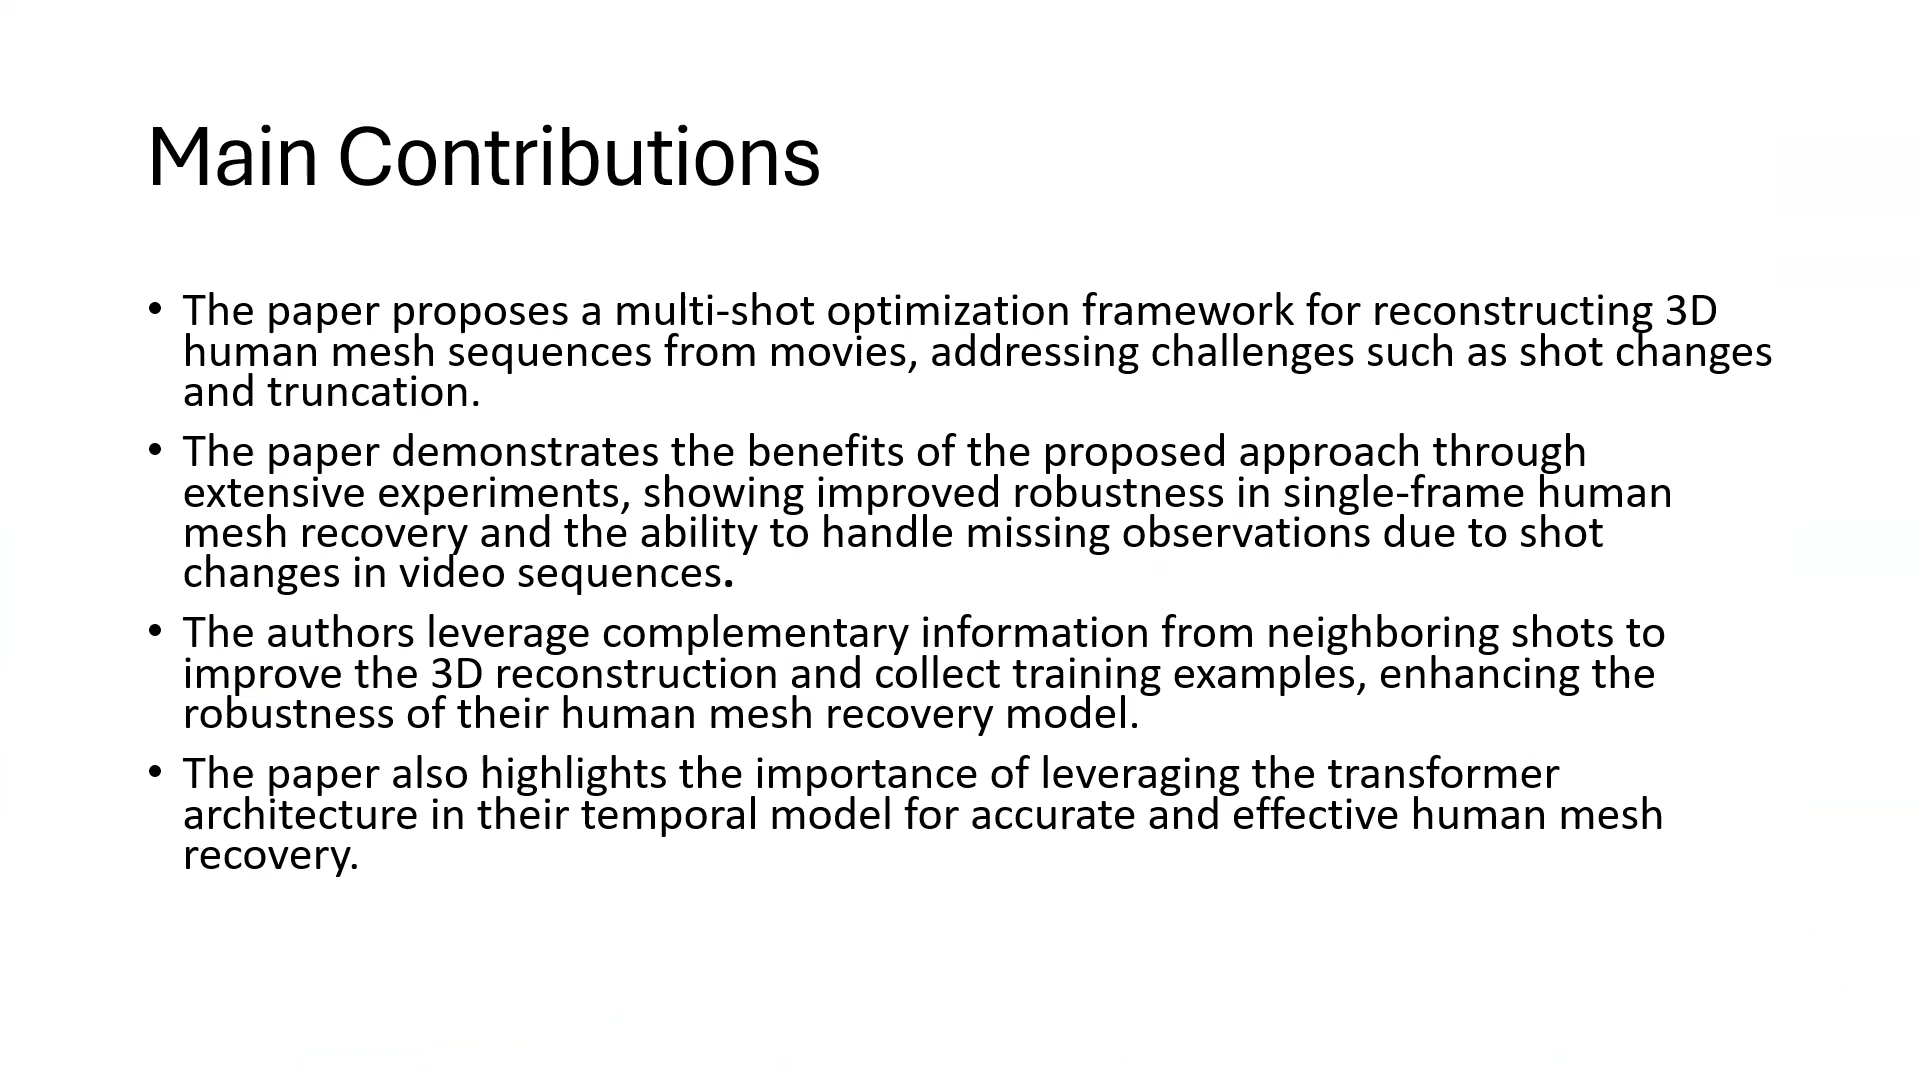 Main Contributions
• The paper proposes a multi-shot optimization framework for reconstructing 3D
human mesh sequences from movies, addressing challenges such as shot changes
and truncation.
• The paper demonstrates the benefits of the proposed approach through
extensive experiments, showing improved robustness in single-frame human
mesh recovery and the ability to handle missing observations due to shot
changes in video sequences.
• The authors leverage complementary information from neighboring shots to
improve the 3D reconstruction and collect training examples, enhancing the
robustness of their human mesh recovery model.
• The paper also highlights the importance of leveraging the transformer
architecture in their temporal model for accurate and effective human mesh
recovery.